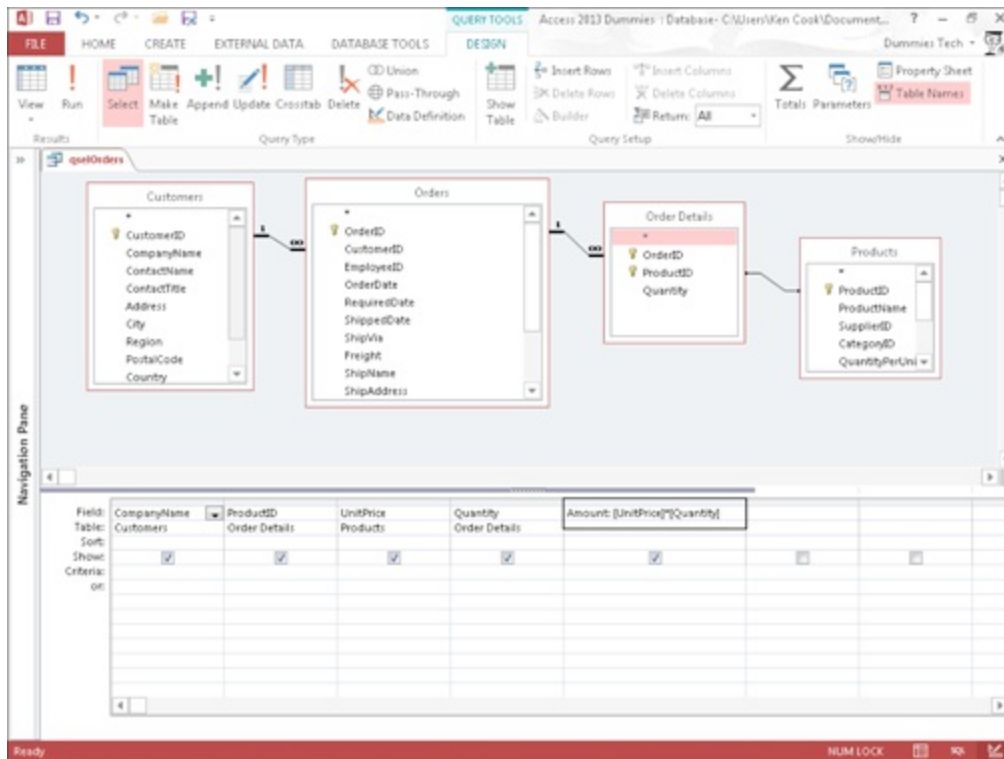 QUERY TOOLS Access 2013 Dummies : Database- C:\Users\Ken Cook\Document... ?
FILE HOME CREATE EXTERNAL DATA DATABASE TOOLS DESIGN Dummies Tech
View Run Select Make Table Append Update Crosstab Delete Union Pass-Through Data Definition Show Table Insert Rows Delete Rows Builder Insert Columns Delete Columns Return: All Totals Parameters Property Sheet Table Names
Results Query Type Query Setup Show/Hide
qselOrders
Customers
*
CustomerID
CompanyName
ContactName
ContactTitle
Address
City
Region
PostalCode
Country
1 ∞
Orders
*
OrderID
CustomerID
EmployeeID
OrderDate
RequiredDate
ShippedDate
ShipVia
Freight
ShipName
ShipAddress
1 ∞
Order Details
*
OrderID
ProductID
Quantity
Products
*
ProductID
ProductName
SupplierID
CategoryID
QuantityPerUni
Navigation Pane
Field: CompanyName ProductID UnitPrice Quantity Amount: [UnitPrice]*[Quantity[
Table: Customers Order Details Products Order Details
Sort:
Show:
Criteria:
or:
Ready NUM LOCK SQL